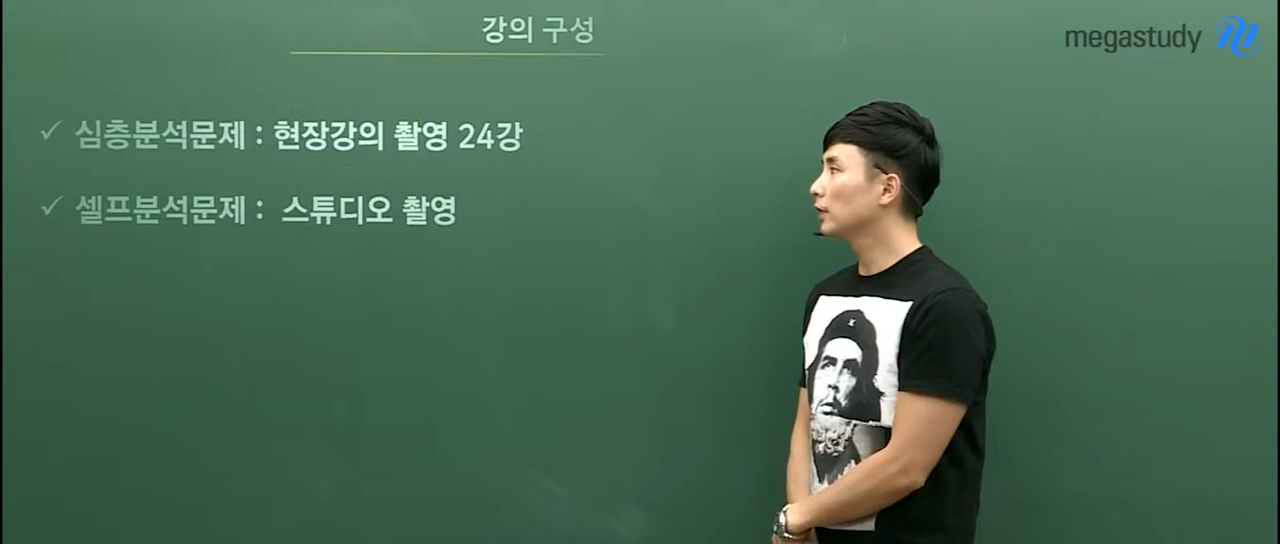 강의 구성
megastudy
✓ 심층분석문제 : 현장강의 촬영 24강
✓ 셀프분석문제 : 스튜디오 촬영